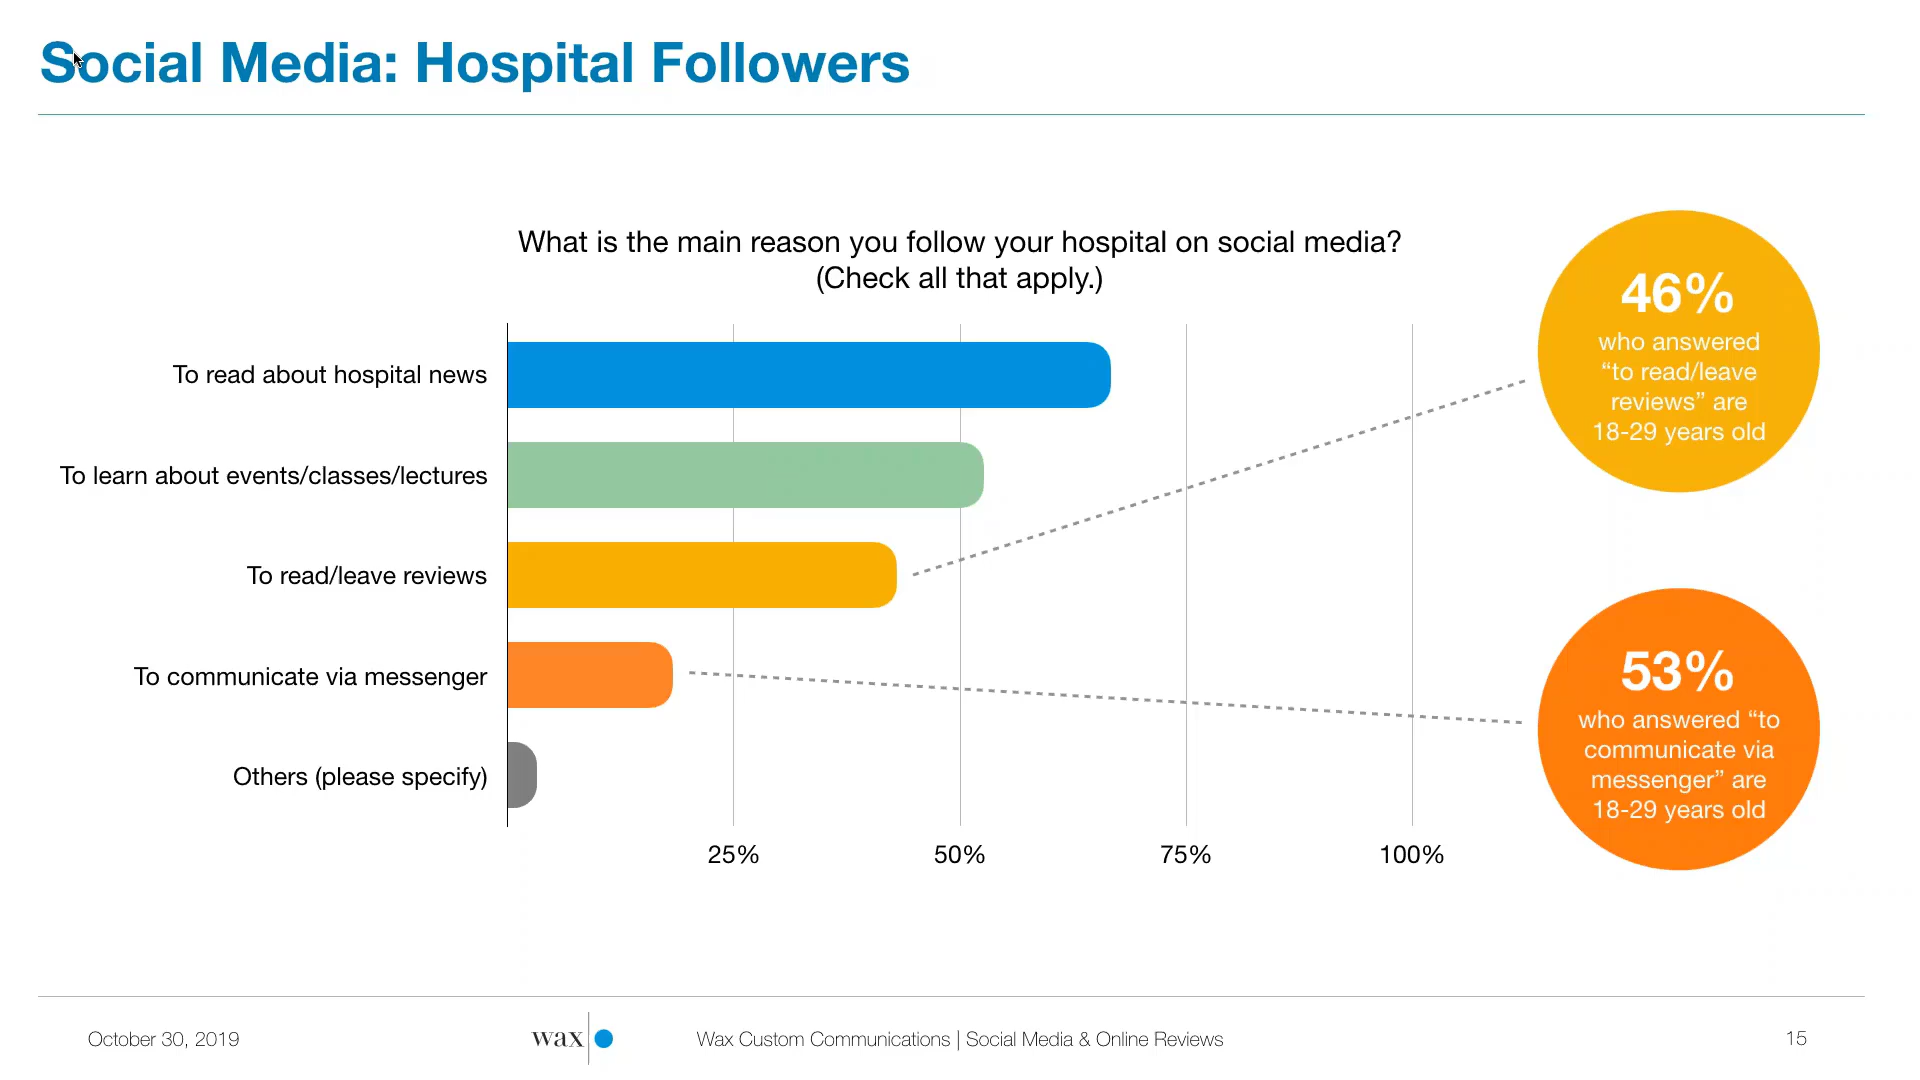 Social Media: Hospital Followers
What is the main reason you follow your hospital on social media?
(Check all that apply.)
To read about hospital news
To learn about events/classes/lectures
To read/leave reviews
To communicate via messenger
Others (please specify)
25%
50%
75%
100%
46%
who answered
“to read/leave
reviews” are
18-29 years old
53%
who answered “to
communicate via
messenger” are
18-29 years old
October 30, 2019
wax
Wax Custom Communications | Social Media & Online Reviews
15